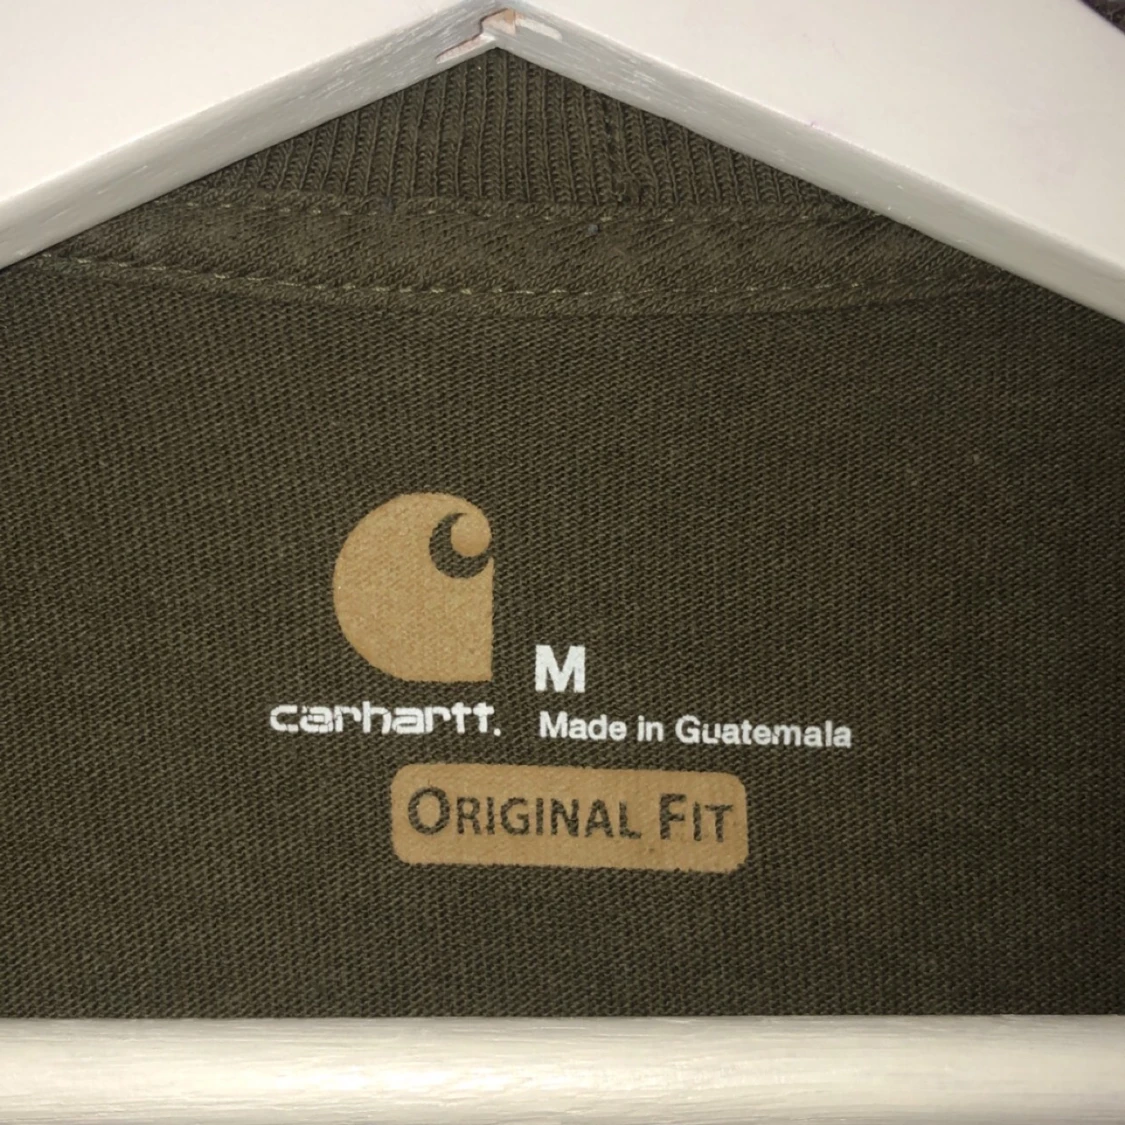 M
carhartt. Made in Guatemala
ORIGINAL FIT